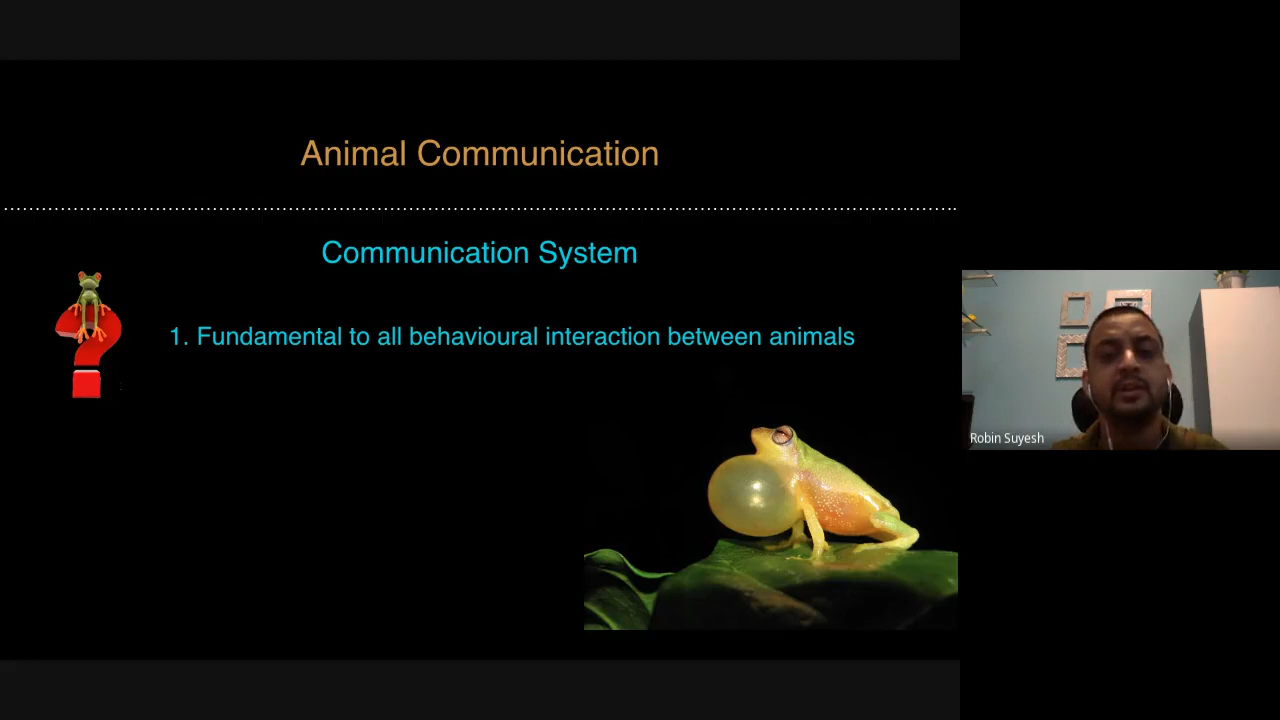 Animal Communication
Communication System
1. Fundamental to all behavioural interaction between animals
Robin Suyesh